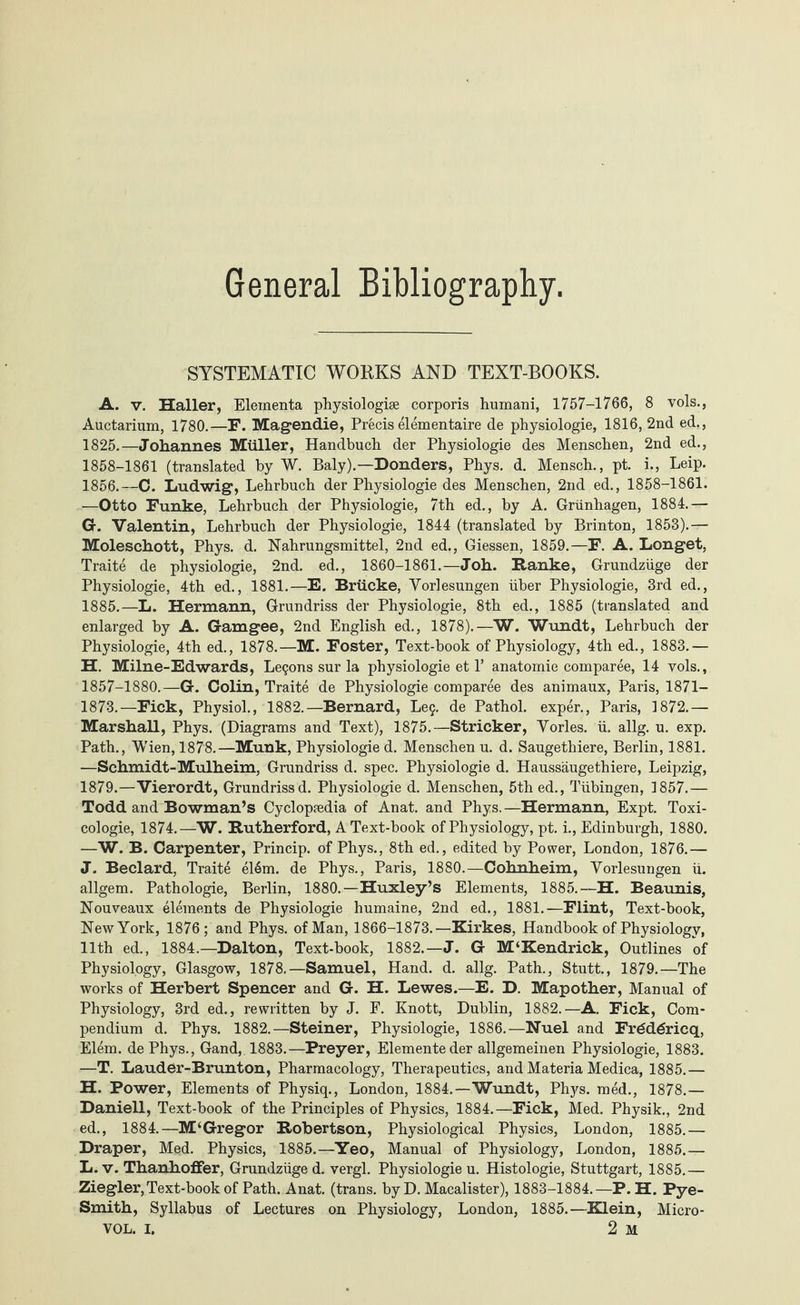 General Bibliography.
SYSTEMATIC WORKS AND TEXT-BOOKS.
A. v. Haller, Elementa physiologiæ corporis humani, 1757-1766, 8 vols.,
Auctarium, 1780.—F. Magendie, Précis élémentaire de physiologie, 1816, 2nd ed.,
1825.—Johannes Müller, Handbuch der Physiologie des Menschen, 2nd ed.,
1858-1861 (translated by W. Baly).—Donders, Phys. d. Mensch., pt. i., Leip.
1856.—C. Ludwig, Lehrbuch der Physiologie des Menschen, 2nd ed., 1858-1861.
—Otto Funke, Lehrbuch der Physiologie, 7th ed., by A. Grünhagen, 1884.—
G. Valentin, Lehrbuch der Physiologie, 1844 (translated by Brinton, 1853).—
Moleschott, Phys. d. Nahrungsmittel, 2nd ed., Giessen, 1859.—F. A. Longet,
Traité de physiologie, 2nd. ed., 1860-1861.—Joh. Ranke, Grundzüge der
Physiologie, 4th ed., 1881.—E. Brücke, Vorlesungen über Physiologie, 3rd ed.,
1885.—L. Hermann, Grundriss der Physiologie, 8th ed., 1885 (translated and
enlarged by A. Gamgee, 2nd English ed., 1878).—W. Wundt, Lehrbuch der
Physiologie, 4th ed., 1878.—M. Foster, Text-book of Physiology, 4th ed., 1883.—
H. Milne-Edwards, Leçons sur la physiologie et l' anatomie comparée, 14 vols.,
1857-1880.—G. Colin, Traité de Physiologie comparée des animaux, Paris, 1871-
1873.—Fick, Physiol., 1882.—Bernard, Leç. de Pathol. expér., Paris, 1872.—
Marshall, Phys. (Diagrams and Text), 1875.—Stricker, Vorles. ü. allg. u. exp.
Path., Wien, 1878.—Munk, Physiologie d. Menschen u. d. Saugethiere, Berlin, 1881.
—Schmidt-Mulheim, Grundriss d. spec. Physiologie d. Haussäugethiere, Leipzig,
1879.—Vierordt, Grundriss d. Physiologie d. Menschen, 5th ed., Tübingen, 1857.—
Todd and Bowman's Cyclopædia of Anat. and Phys.—Hermann, Expt. Toxi-
cologie, 1874.—W. Rutherford, A Text-book of Physiology, pt. i., Edinburgh, 1880.
—W. B. Carpenter, Princip. of Phys., 8th ed., edited by Power, London, 1876.—
J. Beclard, Traité élém. de Phys., Paris, 1880.—Cohnheim, Vorlesungen ü.
allgem. Pathologie, Berlin, 1880.—Huxley's Elements, 1885.—H. Beaunis,
Nouveaux éléments de Physiologie humaine, 2nd ed., 1881.—Flint, Text-book,
New York, 1876; and Phys. of Man, 1866-1873.—Kirkes, Handbook of Physiology,
11th ed., 1884.—Dalton, Text-book, 1882.—J. G M'Kendrick, Outlines of
Physiology, Glasgow, 1878.—Samuel, Hand. d. allg. Path., Stutt., 1879.—The
works of Herbert Spencer and G. H. Lewes.—E. D. Mapother, Manual of
Physiology, 3rd ed., rewritten by J. F. Knott, Dublin, 1882.—A. Fick, Com-
pendium d. Phys. 1882.—Steiner, Physiologie, 1886.—Nuel and Frédéricq,
Elém. de Phys., Gand, 1883.—Preyer, Elemente der allgemeinen Physiologie, 1883.
—T. Lauder-Brunton, Pharmacology, Therapeutics, and Materia Medica, 1885.—
H. Power, Elements of Physiq., London, 1884.—Wundt, Phys. méd., 1878.—
Daniell, Text-book of the Principles of Physics, 1884.—Fick, Med. Physik., 2nd
ed., 1884.—M'Gregor Robertson, Physiological Physics, London, 1885.—
Draper, Med. Physics, 1885.—Yeo, Manual of Physiology, London, 1885.—
L. v. Thanhoffer, Grundzüge d. vergl. Physiologie u. Histologie, Stuttgart, 1885.—
Ziegler, Text-book of Path. Anat. (trans. by D. Macalister), 1883-1884.—P. H. Pye-
Smith, Syllabus of Lectures on Physiology, London, 1885.—Klein, Micro-
VOL. I. 2 M